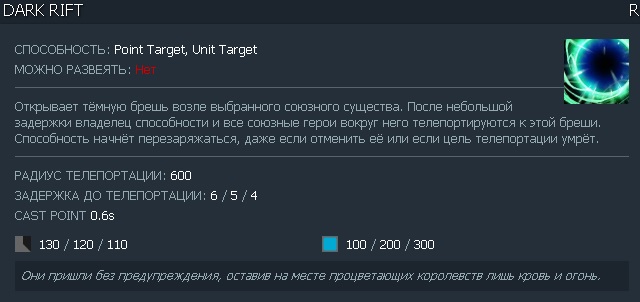 DARK RIFT
R
СПОСОБНОСТЬ: Point Target, Unit Target
МОЖНО РАЗВЕЯТЬ: Нет
Открывает тёмную брешь возле выбранного союзного существа. После небольшой
задержки владелец способности и все союзные герои вокруг него телепортируются к этой бреши.
Способность начнёт перезаряжаться, даже если отменить её или если цель телепортации умрёт.
РАДИУС ТЕЛЕПОРТАЦИИ: 600
ЗАДЕРЖКА ДО ТЕЛЕПОРТАЦИИ: 6 / 5 / 4
CAST POINT 0.6s
130 / 120 / 110
100 / 200 / 300
Они пришли без предупреждения, оставив на месте процветающих королевств лишь кровь и огонь.